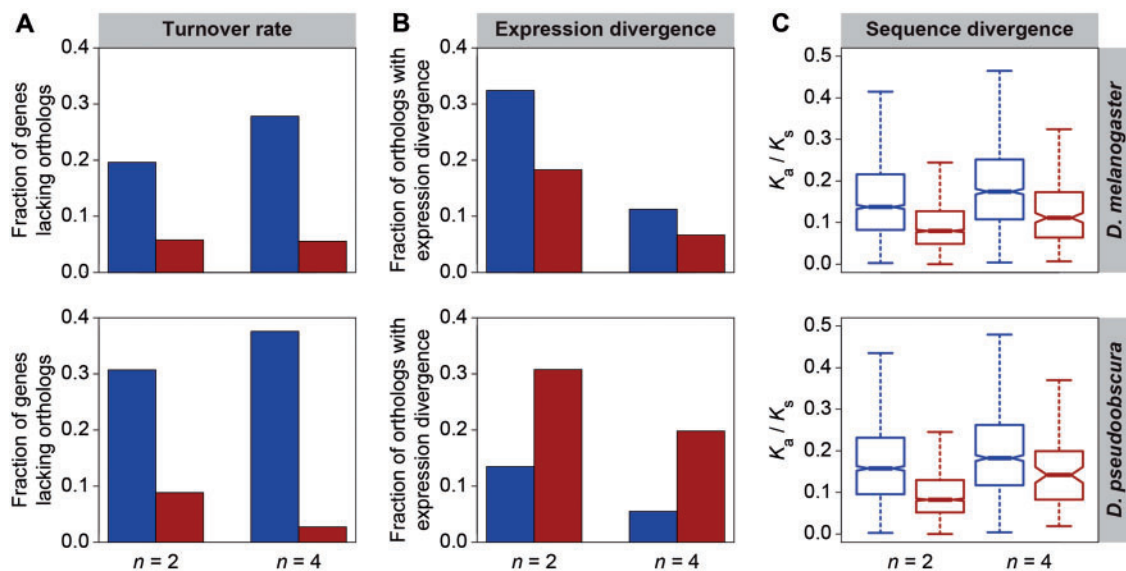 A
Turnover rate
B
Expression divergence
C
Sequence divergence
Fraction of genes
lacking orthologs
0.4
0.3
0.2
0.1
0.0
Fraction of orthologs with
expression divergence
0.4
0.3
0.2
0.1
0.0
Ka / Ks
0.5
0.4
0.3
0.2
0.1
0.0
D. melanogaster
Fraction of genes
lacking orthologs
0.4
0.3
0.2
0.1
0.0
n = 2
n = 4
Fraction of orthologs with
expression divergence
0.4
0.3
0.2
0.1
0.0
n = 2
n = 4
Ka / Ks
0.5
0.4
0.3
0.2
0.1
0.0
n = 2
n = 4
D. pseudoobscura